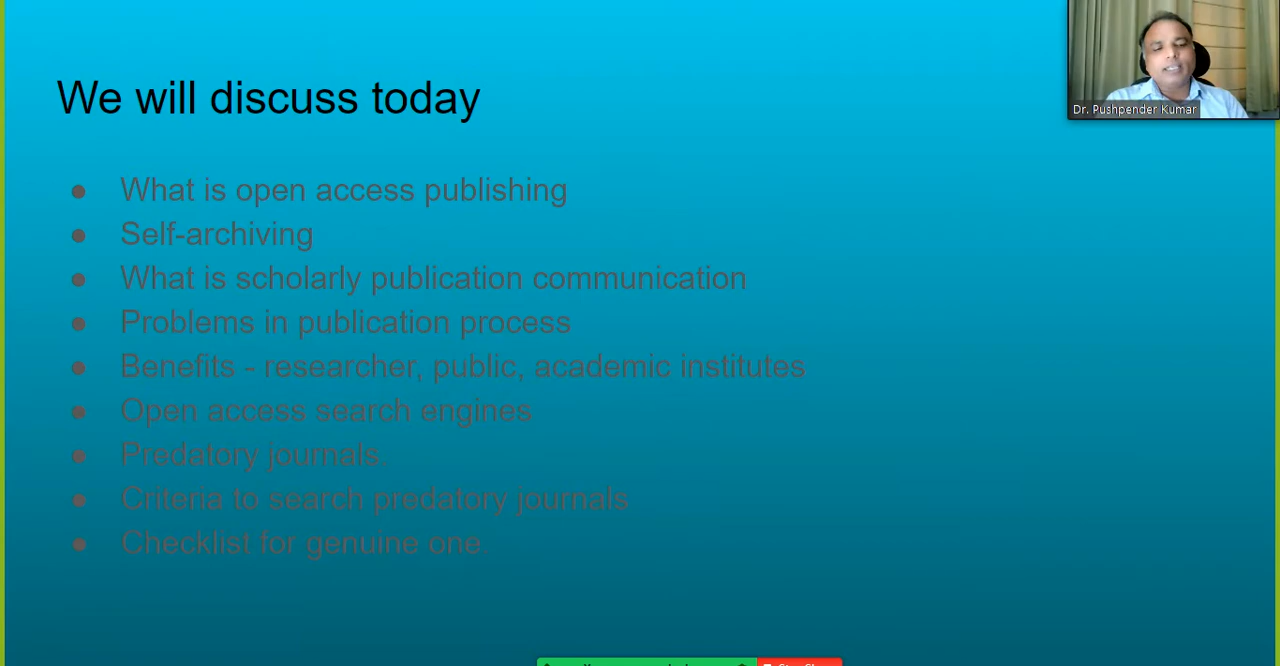 We will discuss today
Dr. Pushpender Kumar
● What is open access publishing
● Self-archiving
● What is scholarly publication communication
● Problems in publication process
● Benefits - researcher, public, academic institutes
● Open access search engines
● Predatory journals.
● Criteria to search predatory journals
● Checklist for genuine one